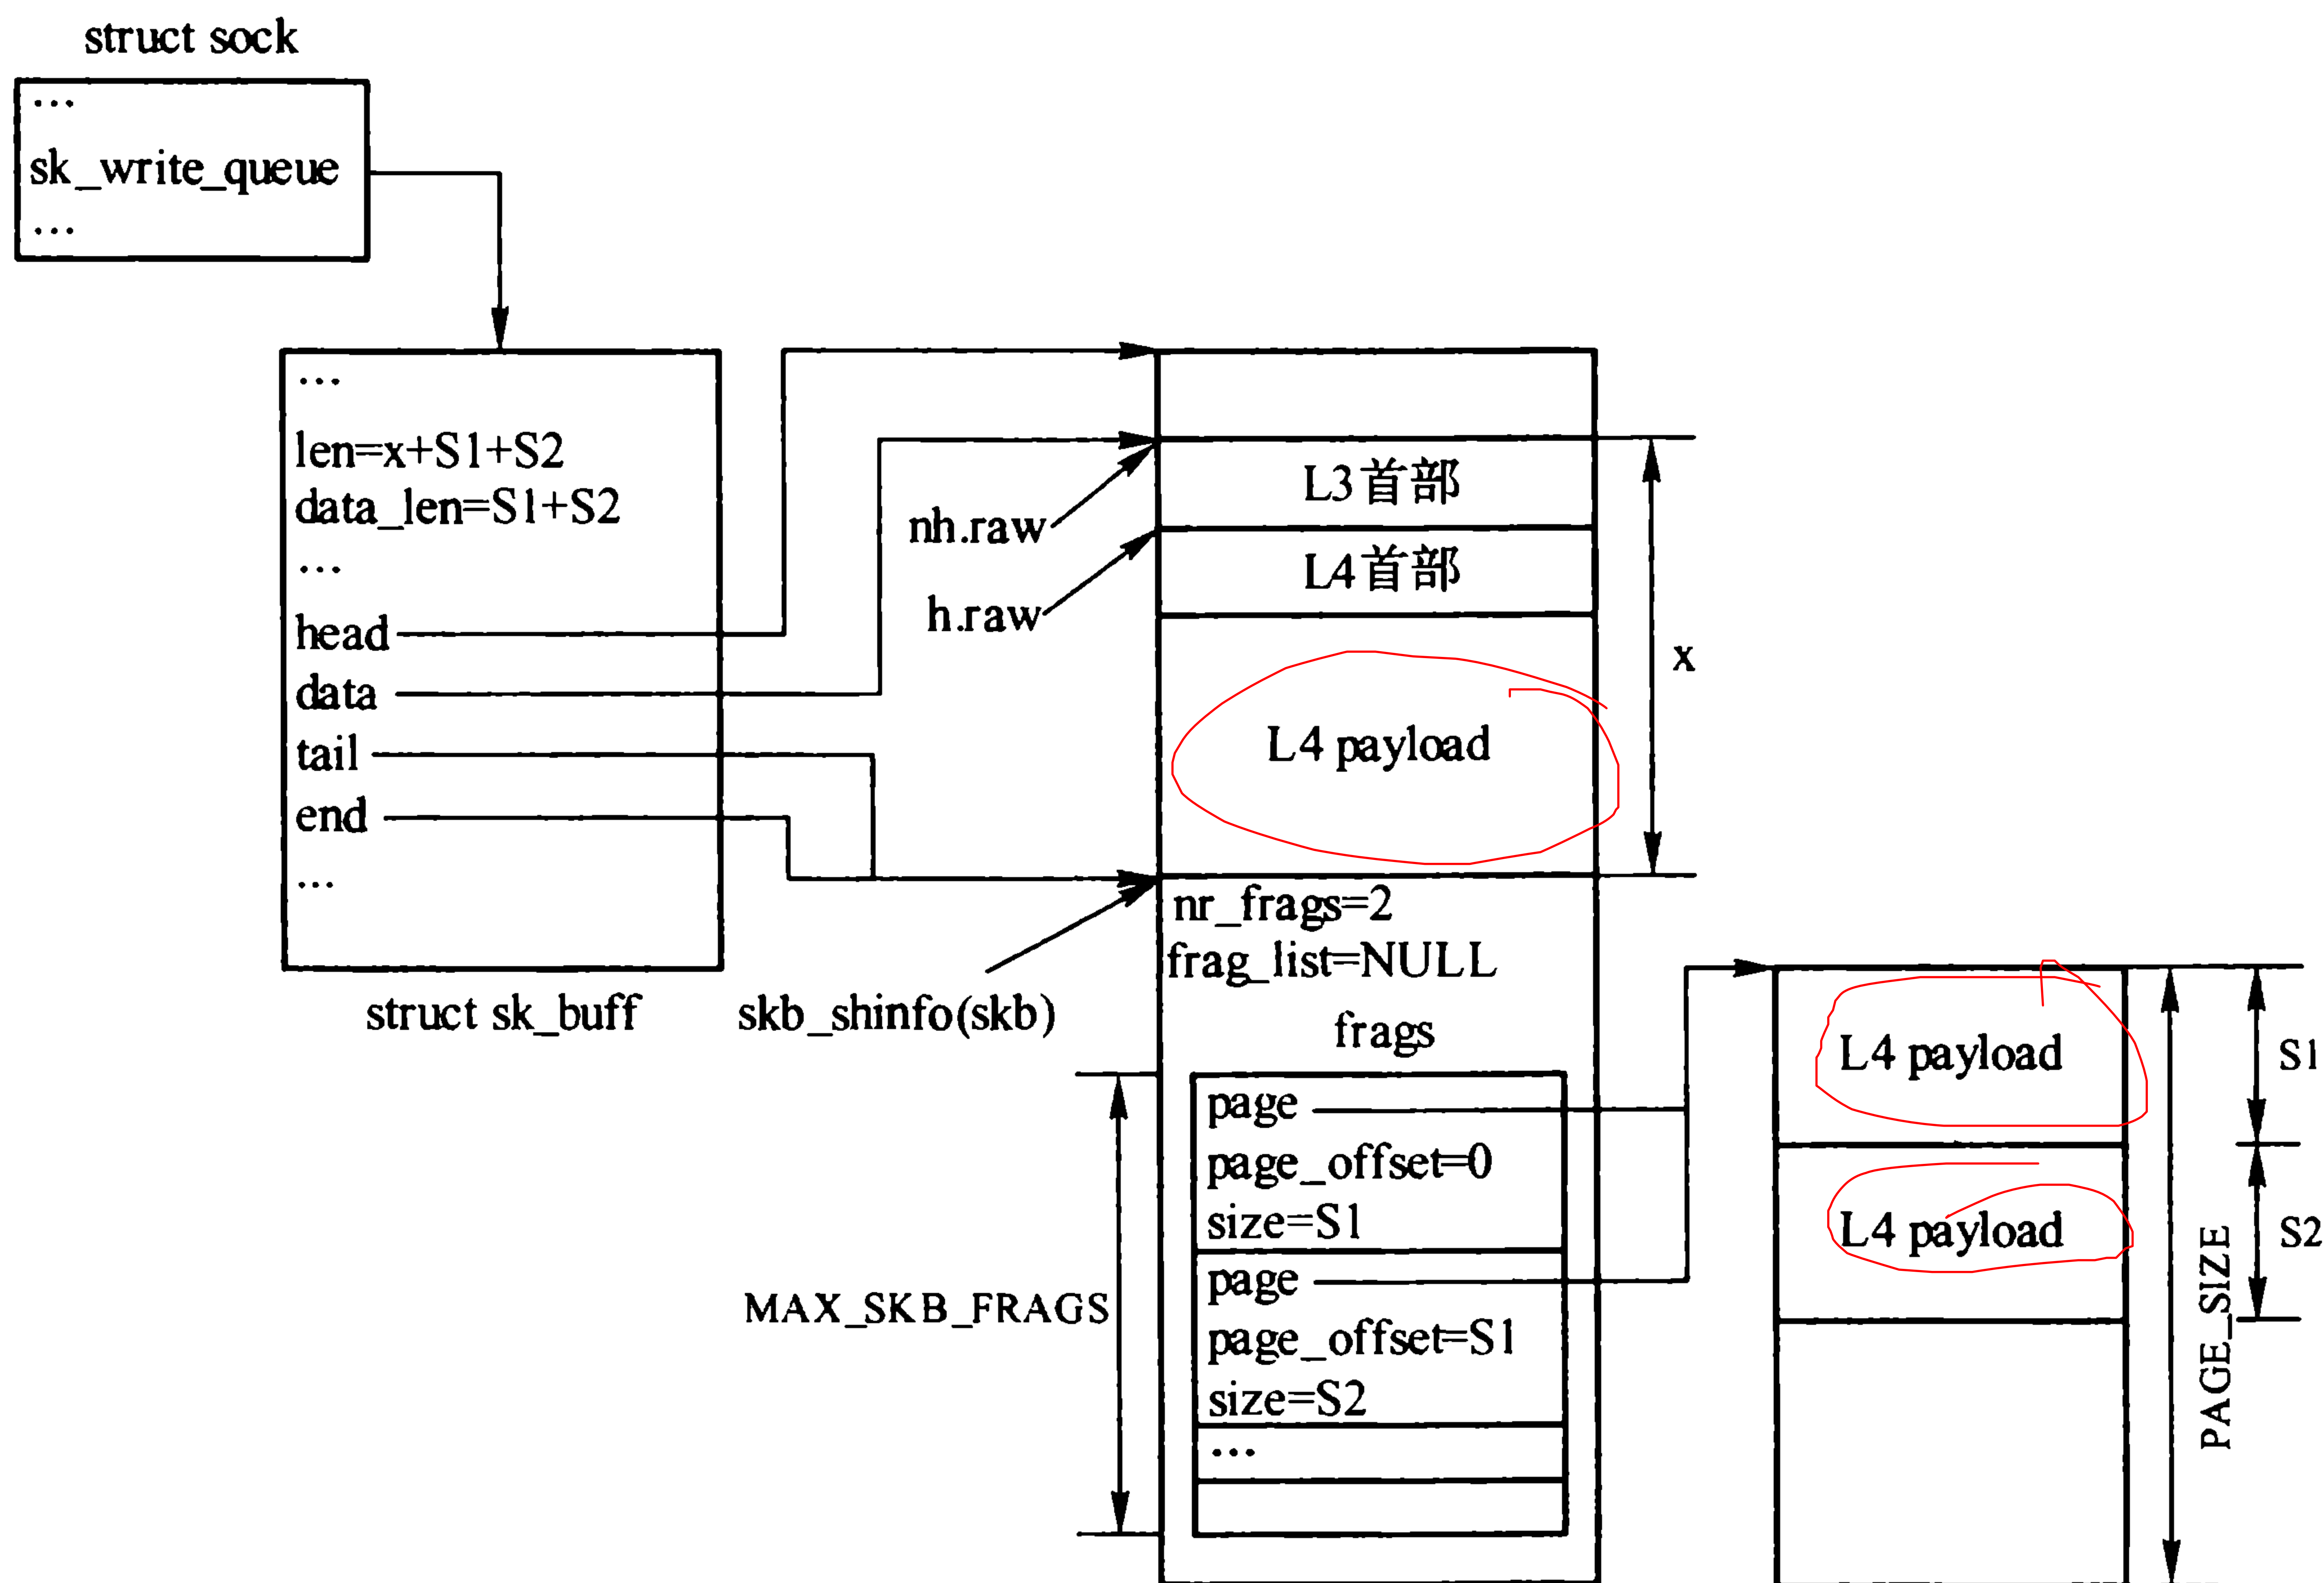 struct sock
...
sk_write_queue
...
...
len=x+S1+S2
data_len=S1+S2
...
head
data
tail
end
...
struct sk_buff
nh.raw
h.raw
skb_shinfo(skb)
L3首部
L4首部
L4 payload
x
nr_frags=2
frag_list=NULL
frags
page
page_offset=0
size=S1
page
page_offset=S1
size=S2
...
MAX_SKB_FRAGS
L4 payload
L4 payload
S1
S2
PAGE_SIZE